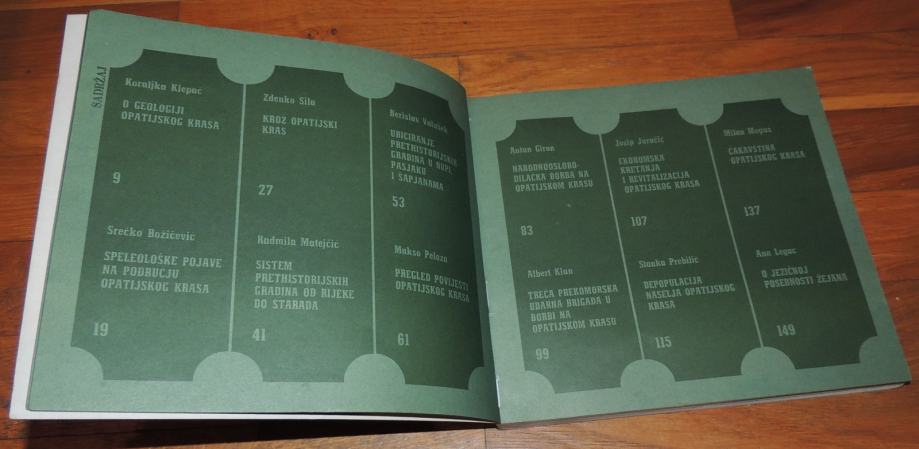 SADRŽAJ
Koraljka Klepač
O GEOLOGIJI
OPATIJSKOG KRASA
9
Srećko Božičević
SPELEOLOŠKE POJAVE
NA PODRUČJU
OPATIJSKOG KRASA
19
Zdenko Sila
KROZ OPATIJSKI
KRAS
27
Radmila Matejčić
SISTEM
PRETHISTORIJSKIH
GRADINA OD RIJEKE
DO STARADA
41
Berislav
UBICIRANJE
PRETHISTORIJSKIH
GRADINA U RUPI,
PASJAKU
I ŠAPJANAMA
53
Makso Peloza
PREGLED POVIJESTI
OPATIJSKOG KRASA
61
Anton Giron
NARODNOOSLOBO-
DILAČKA BORBA NA
OPATIJSKOM KRASU
83
Albert Klun
TREĆA PREKOMORSKA
UDARNA BRIGADA U
BORBI NA
OPATIJSKOM KRASU
99
Josip Juračić
EKONOMSKA
KRETANJA
I REVITALIZACIJA
OPATIJSKOG KRASA
107
Stanka Prebilić
DEPOPULACIJA
NASELJA OPATIJSKOG
KRASA
115
Milan Moguš
ČAKAVŠTINA
OPATIJSKOG KRASA
137
Ana Legac
O JEZIČNOJ
POSEBNOSTI ŽEJANA
149